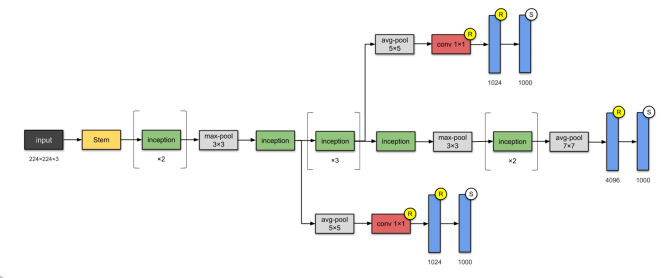 R
S
avg-pool
5×5
conv 1×1
R
1024
1000
input
224×224×3
Stem
inception
×2
max-pool
3×3
inception
inception
×3
inception
max-pool
3×3
inception
×2
avg-pool
7×7
R
S
4096
1000
avg-pool
5×5
conv 1×1
R
R
S
1024
1000